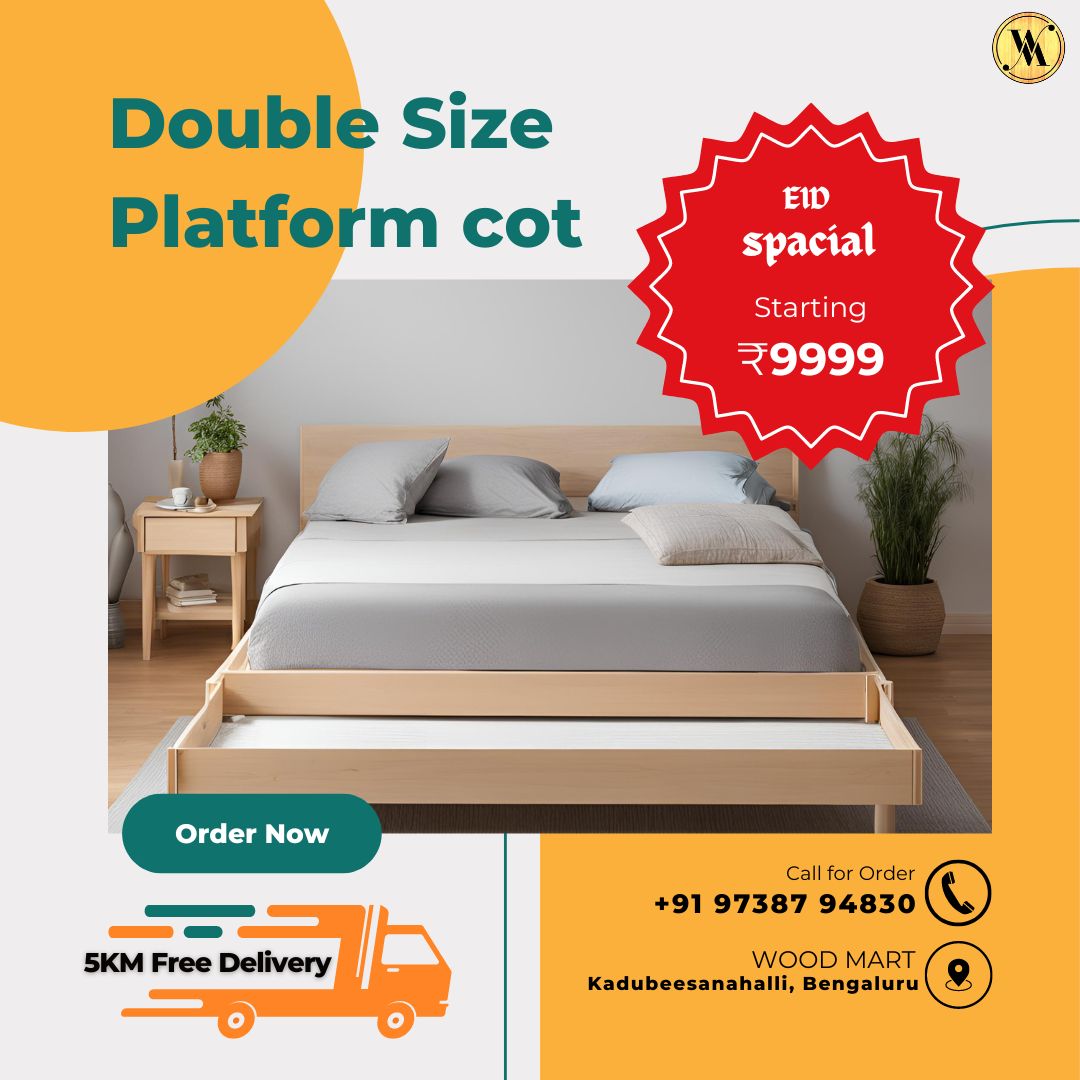 Double Size
Platform cot
EID
spacial
Starting
₹9999
Order Now
5KM Free Delivery
Call for Order
+91 97387 94830
WOOD MART
Kadubeesanahalli, Bengaluru